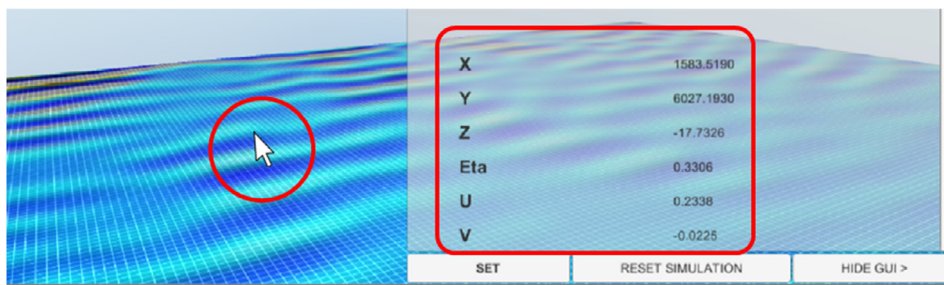 X 1583.5190
Y 6027.1930
Z -17.7326
Eta 0.3306
U 0.2338
V -0.0225
SET RESET SIMULATION HIDE GUI >